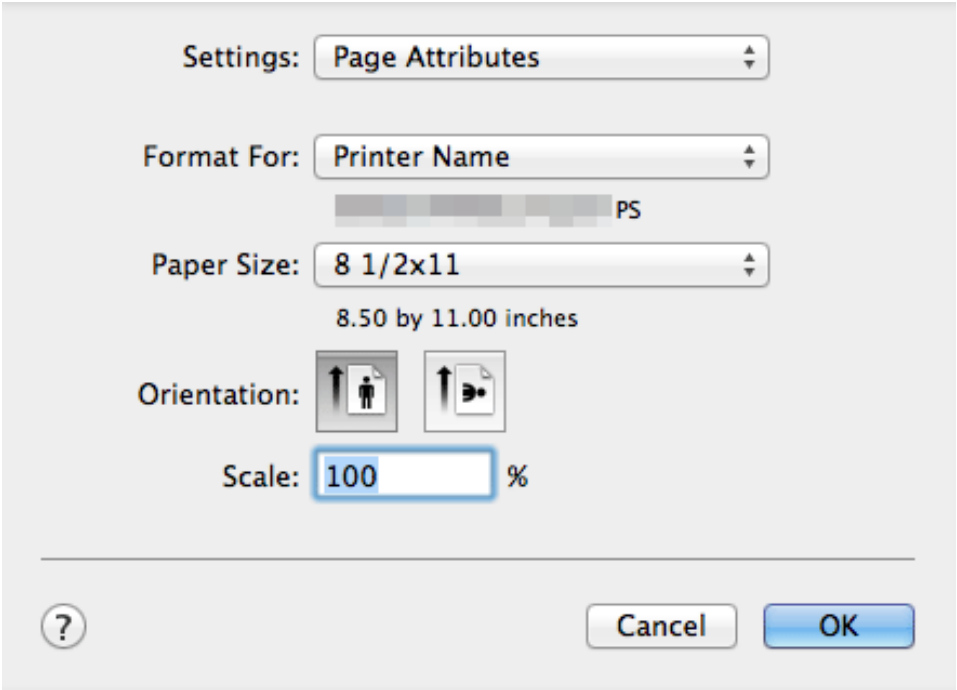 Settings: Page Attributes
Format For: Printer Name
PS
Paper Size: 8 1/2x11
8.50 by 11.00 inches
Orientation:
Scale: 100 %
? Cancel OK